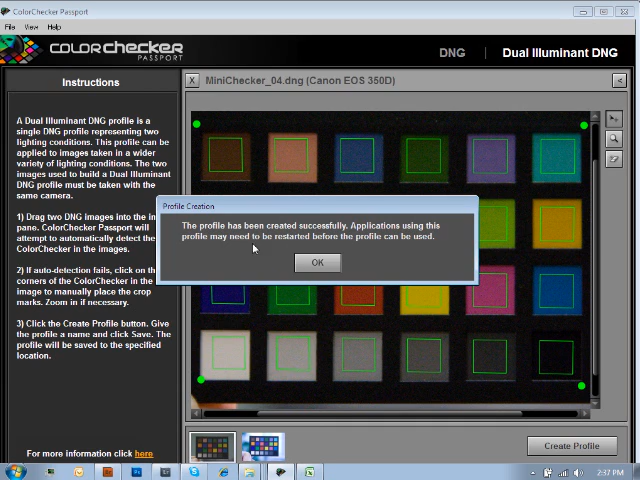 ColorChecker Passport
File View Help
COLORCHECKER
PASSPORT
DNG | Dual Illuminant DNG
Instructions
A Dual Illuminant DNG profile is a
single DNG profile representing two
lighting conditions. This profile can be
applied to images taken in a wider
variety of lighting conditions. The two
images used to build a Dual Illuminant
DNG profile must be taken with the
same camera.
1) Drag two DNG images into the im
pane. ColorChecker Passport will
attempt to automatically detect the
ColorChecker in the images.
2) If auto-detection fails, click on th
corners of the ColorChecker in the
image to manually place the crop
marks. Zoom in if necessary.
3) Click the Create Profile button. Give
the profile a name and click Save. The
profile will be saved to the specified
location.
For more information click here
X MiniChecker_04.dng (Canon EOS 350D) <
Profile Creation
The profile has been created successfully. Applications using this
profile may need to be restarted before the profile can be used.
OK
Create Profile
2:37 PM